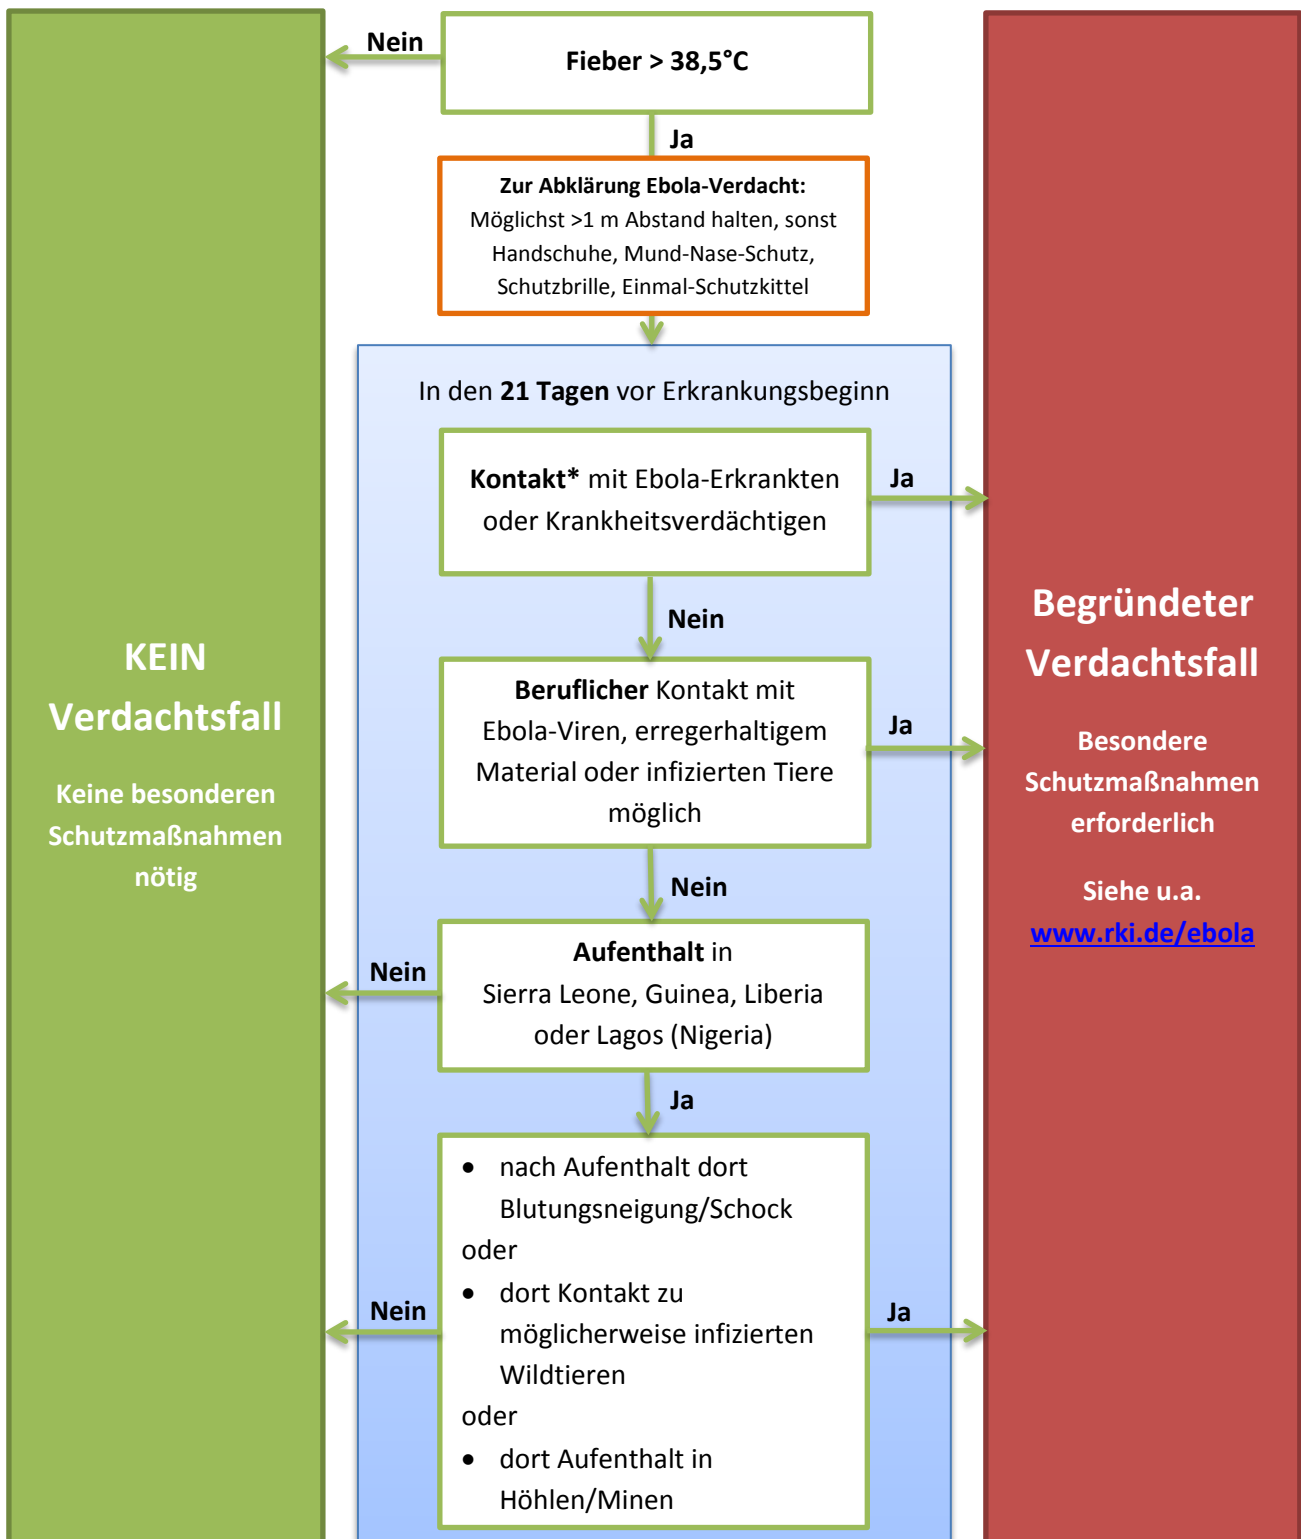 Nein
Fieber > 38,5°C
Ja
Zur Abklärung Ebola-Verdacht:
Möglichst >1 m Abstand halten, sonst
Handschuhe, Mund-Nase-Schutz,
Schutzbrille, Einmal-Schutzkittel
In den 21 Tagen vor Erkrankungsbeginn
Kontakt* mit Ebola-Erkrankten
oder Krankheitsverdächtigen
Ja
Nein
Beruflicher Kontakt mit
Ebola-Viren, erregerhaltigem
Material oder infizierten Tiere
möglich
Ja
Nein
Aufenthalt in
Sierra Leone, Guinea, Liberia
oder Lagos (Nigeria)
Nein
Ja
• nach Aufenthalt dort
Blutungsneigung/Schock
oder
• dort Kontakt zu
möglicherweise infizierten
Wildtieren
oder
• dort Aufenthalt in
Höhlen/Minen
Nein
Ja
KEIN
Verdachtsfall
Keine besonderen
Schutzmaßnahmen
nötig
Begründeter
Verdachtsfall
Besondere
Schutzmaßnahmen
erforderlich
Siehe u.a.
www.rki.de/ebola